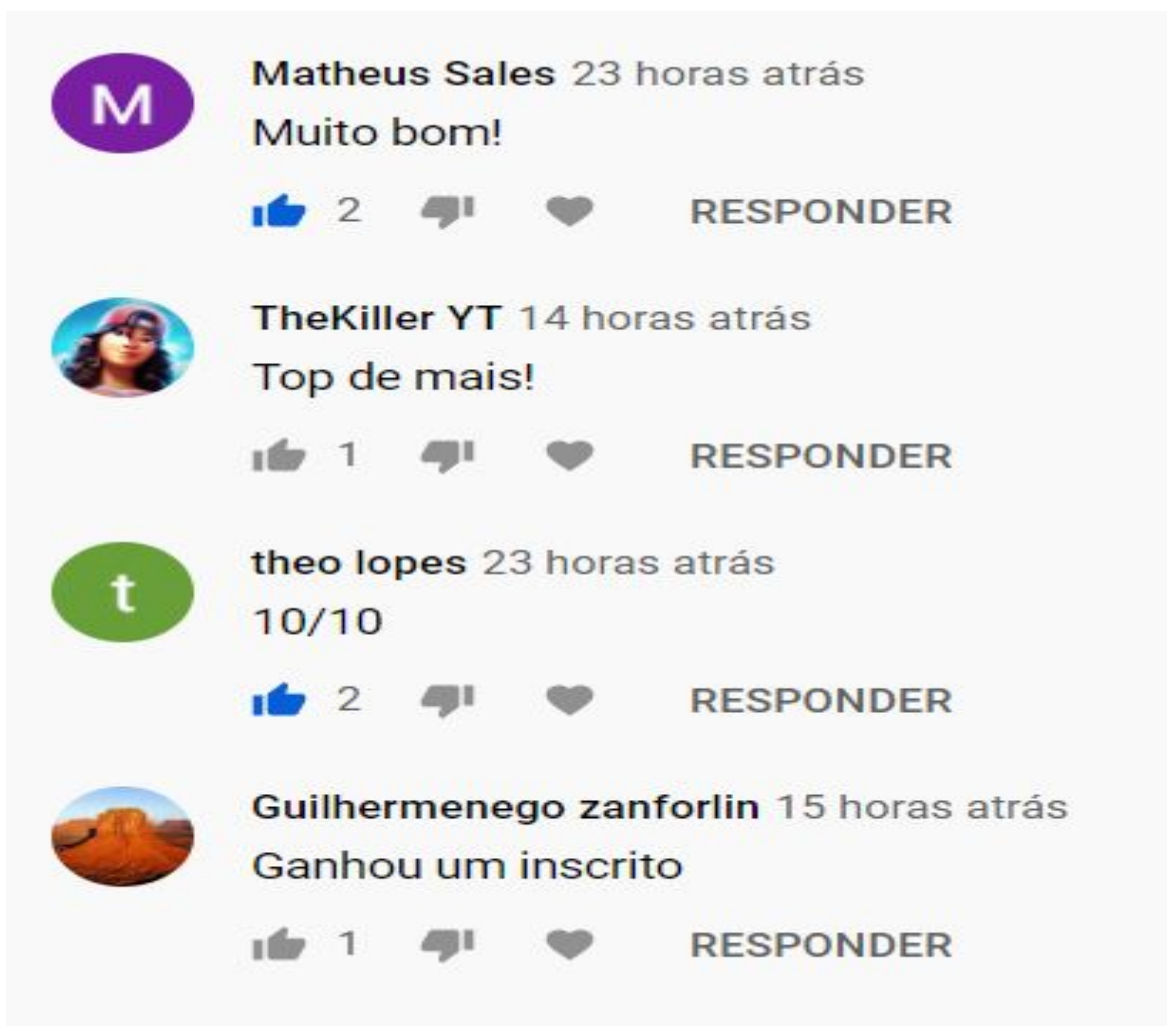 M
Matheus Sales 23 horas atrás
Muito bom!
2 RESPONDER
TheKiller YT 14 horas atrás
Top de mais!
1 RESPONDER
t
theo lopes 23 horas atrás
10/10
2 RESPONDER
Guilhermenego zanforlin 15 horas atrás
Ganhou um inscrito
1 RESPONDER